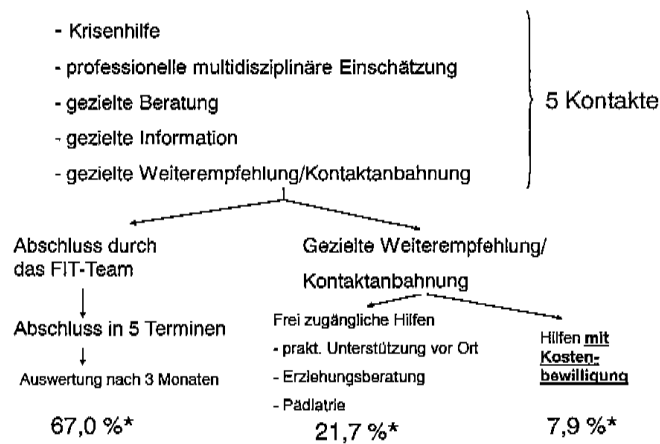 - Krisenhilfe
- professionelle multidisziplinäre Einschätzung
- gezielte Beratung
- gezielte Information
- gezielte Weiterempfehlung/Kontaktanbahnung
5 Kontakte
Abschluss durch
das FIT-Team
Abschluss in 5 Terminen
Auswertung nach 3 Monaten
67,0 %*
Gezielte Weiterempfehlung/
Kontaktanbahnung
Frei zugängliche Hilfen
- prakt. Unterstützung vor Ort
- Erziehungsberatung
- Pädiatrie
21,7 %*
Hilfen mit
Kosten-
bewilligung
7,9 %*